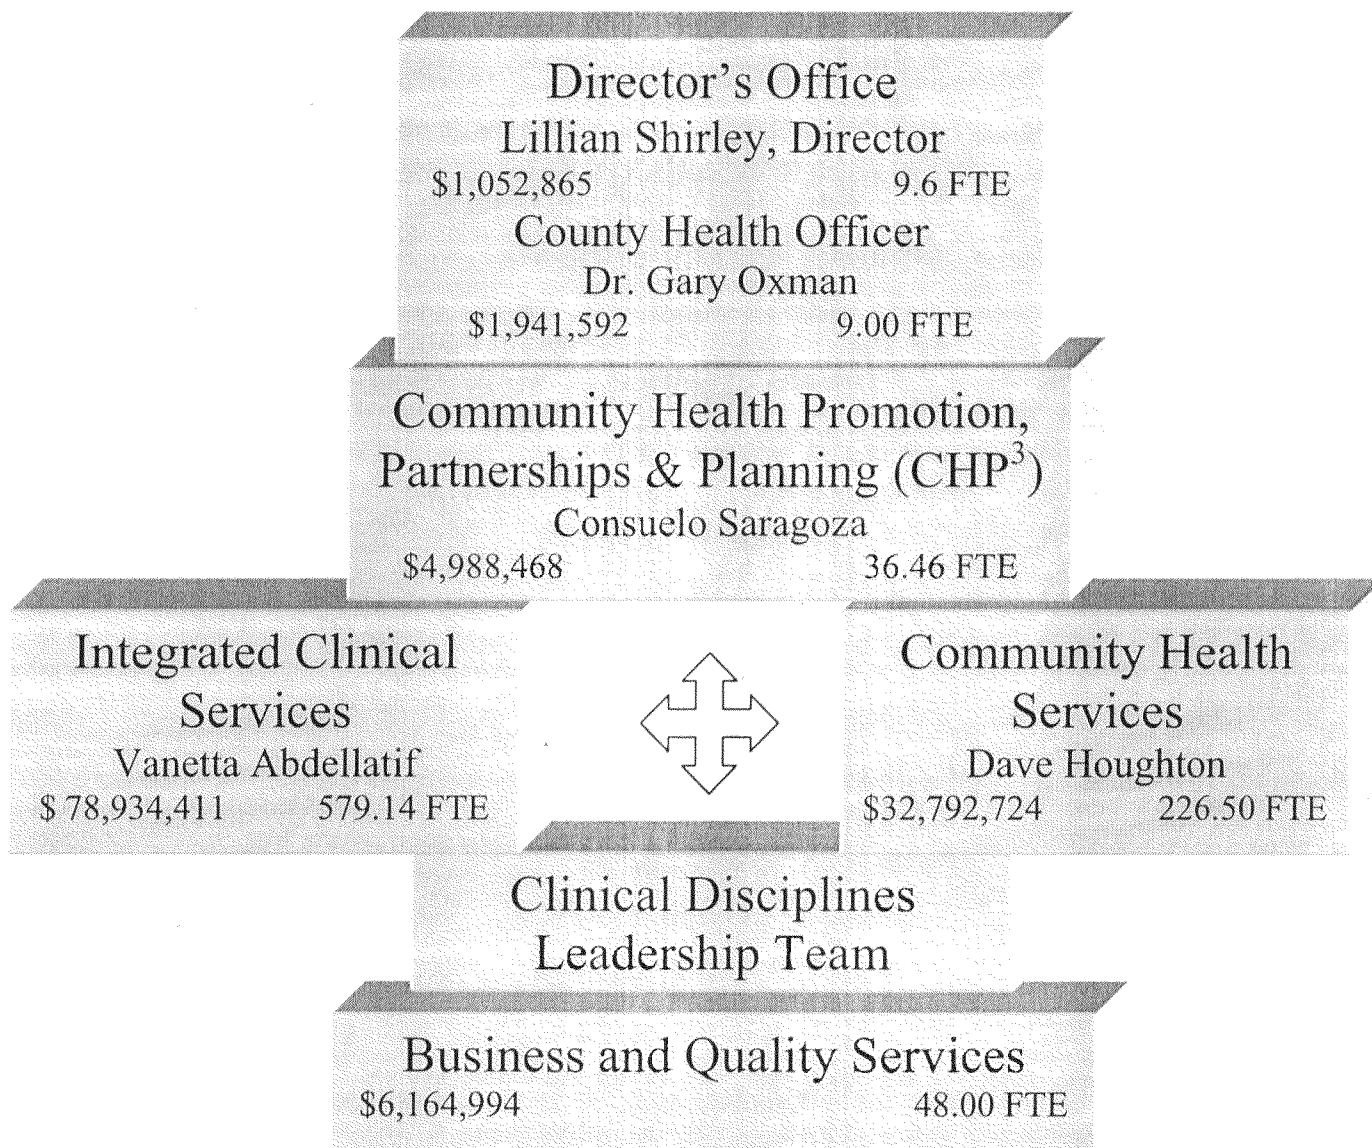 Director's Office
Lillian Shirley, Director
$1,052,865 9.6 FTE
County Health Officer
Dr. Gary Oxman
$1,941,592 9.00 FTE
Community Health Promotion,
Partnerships & Planning (CHP³)
Consuelo Saragoza
$4,988,468 36.46 FTE
Integrated Clinical
Services
Vanetta Abdellatif
$ 78,934,411 579.14 FTE
Community Health
Services
Dave Houghton
$32,792,724 226.50 FTE
Clinical Disciplines
Leadership Team
Business and Quality Services
$6,164,994 48.00 FTE